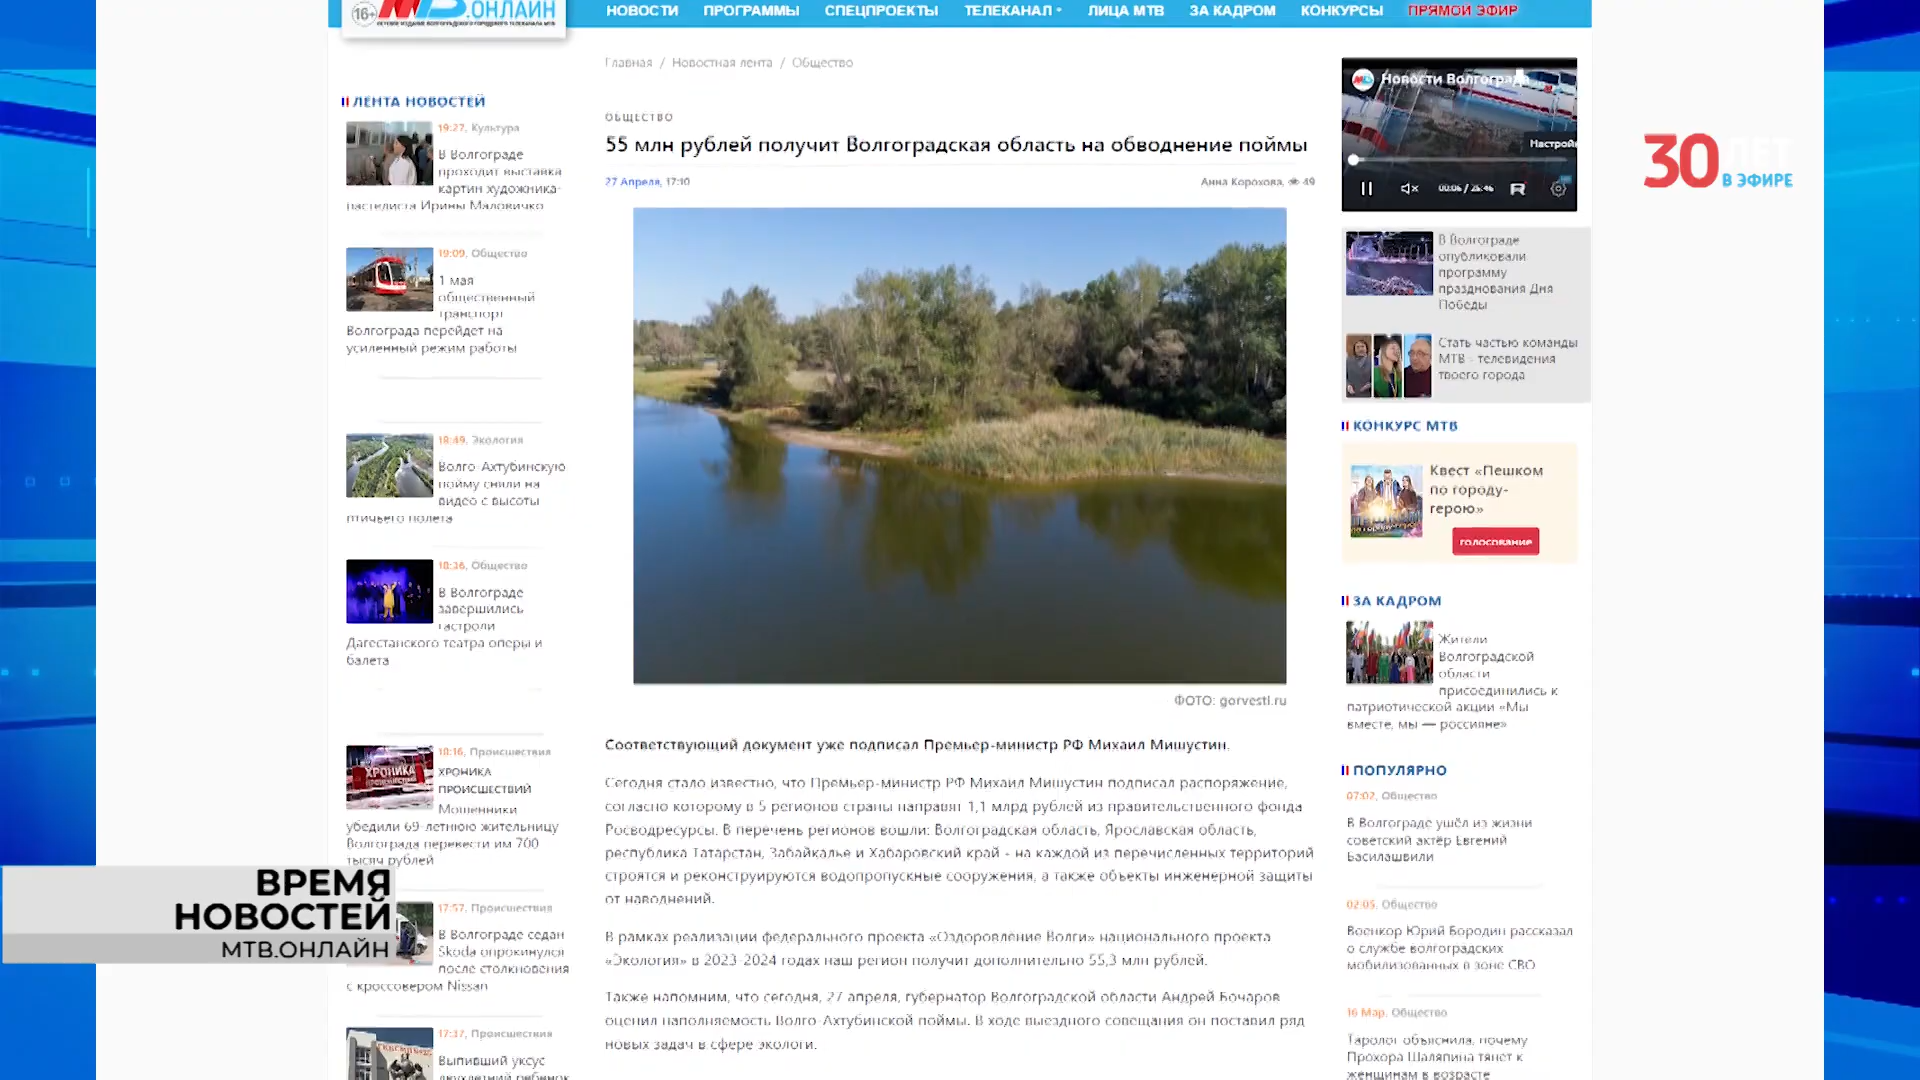 16+
МТВ.ОНЛАЙН
НОВОСТИ ПРОГРАММЫ СПЕЦПРОЕКТЫ ТЕЛЕКАНАЛ ЛИЦА МТВ ЗА КАДРОМ КОНКУРСЫ ПРЯМОЙ ЭФИР
Главная / Новостная лента / Общество
ЛЕНТА НОВОСТЕЙ
19:27, Культура
В Волгограде
проходит выставка
картин художника-
пастелиста Ирины Маловичко
19:09, Общество
1 мая
общественный
транспорт
Волгограда перейдет на
усиленный режим работы
18:49, Экология
Волго-Ахтубинскую
пойму сняли на
видео с высоты
птичьего полета
18:36, Общество
В Волгограде
завершились
гастроли
Дагестанского театра оперы и
балета
18:16, Происшествия
ХРОНИКА
ХРОНИКА
ПРОИСШЕСТВИЙ
Мошенники
убедили 69-летнюю жительницу
Волгограда перевести им 700
тысяч рублей
17:57, Происшествия
В Волгограде седан
Skoda опрокинулся
после столкновения
с кроссовером Nissan
17:37, Происшествия
Выпивший уксус
двухлетний ребенок
ВРЕМЯ
НОВОСТЕЙ
МТВ.ОНЛАЙН
ОБЩЕСТВО
55 млн рублей получит Волгоградская область на обводнение поймы
27 Апреля, 17:10
Анна Корохова, 49
ФОТО: gorvesti.ru
Соответствующий документ уже подписал Премьер-министр РФ Михаил Мишустин.
Сегодня стало известно, что Премьер-министр РФ Михаил Мишустин подписал распоряжение,
согласно которому в 5 регионов страны направят 1,1 млрд рублей из правительственного фонда
Росводресурсы. В перечень регионов вошли: Волгоградская область, Ярославская область,
республика Татарстан, Забайкалье и Хабаровский край - на каждой из перечисленных территорий
строятся и реконструируются водопропускные сооружения, а также объекты инженерной защиты
от наводнений.
В рамках реализации федерального проекта «Оздоровление Волги» национального проекта
«Экология» в 2023-2024 годах наш регион получит дополнительно 55,3 млн рублей.
Также напомним, что сегодня, 27 апреля, губернатор Волгоградской области Андрей Бочаров
оценил наполняемость Волго-Ахтубинской поймы. В ходе выездного совещания он поставил ряд
новых задач в сфере экологи.
Новости Волгограда
Настрой
00:06 / 26:46
В Волгограде
опубликовали
программу
празднования Дня
Победы
Стать частью команды
МТВ - телевидения
твоего города
КОНКУРС МТВ
Квест «Пешком
по городу-
герою»
голосование
ЗА КАДРОМ
Жители
Волгоградской
области
присоединились к
патриотической акции «Мы
вместе, мы — россияне»
ПОПУЛЯРНО
07:02, Общество
В Волгограде ушёл из жизни
советский актёр Евгений
Басилашвили
02:05, Общество
Военкор Юрий Бородин рассказал
о службе волгоградских
мобилизованных в зоне СВО
16 Мар, Общество
Таролог объяснила, почему
Прохора Шаляпина тянет к
женщинам в возрасте
30 ЛЕТ
В ЭФИРЕ